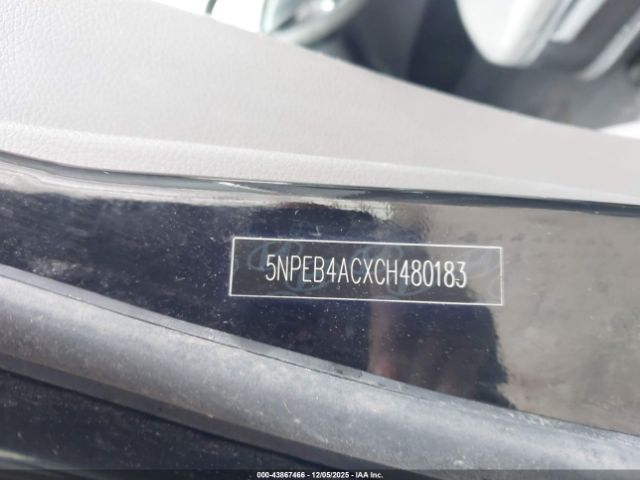 5NPEB4ACXCH480183
000-43867466 - 12/05/2025 - IAA Inc.